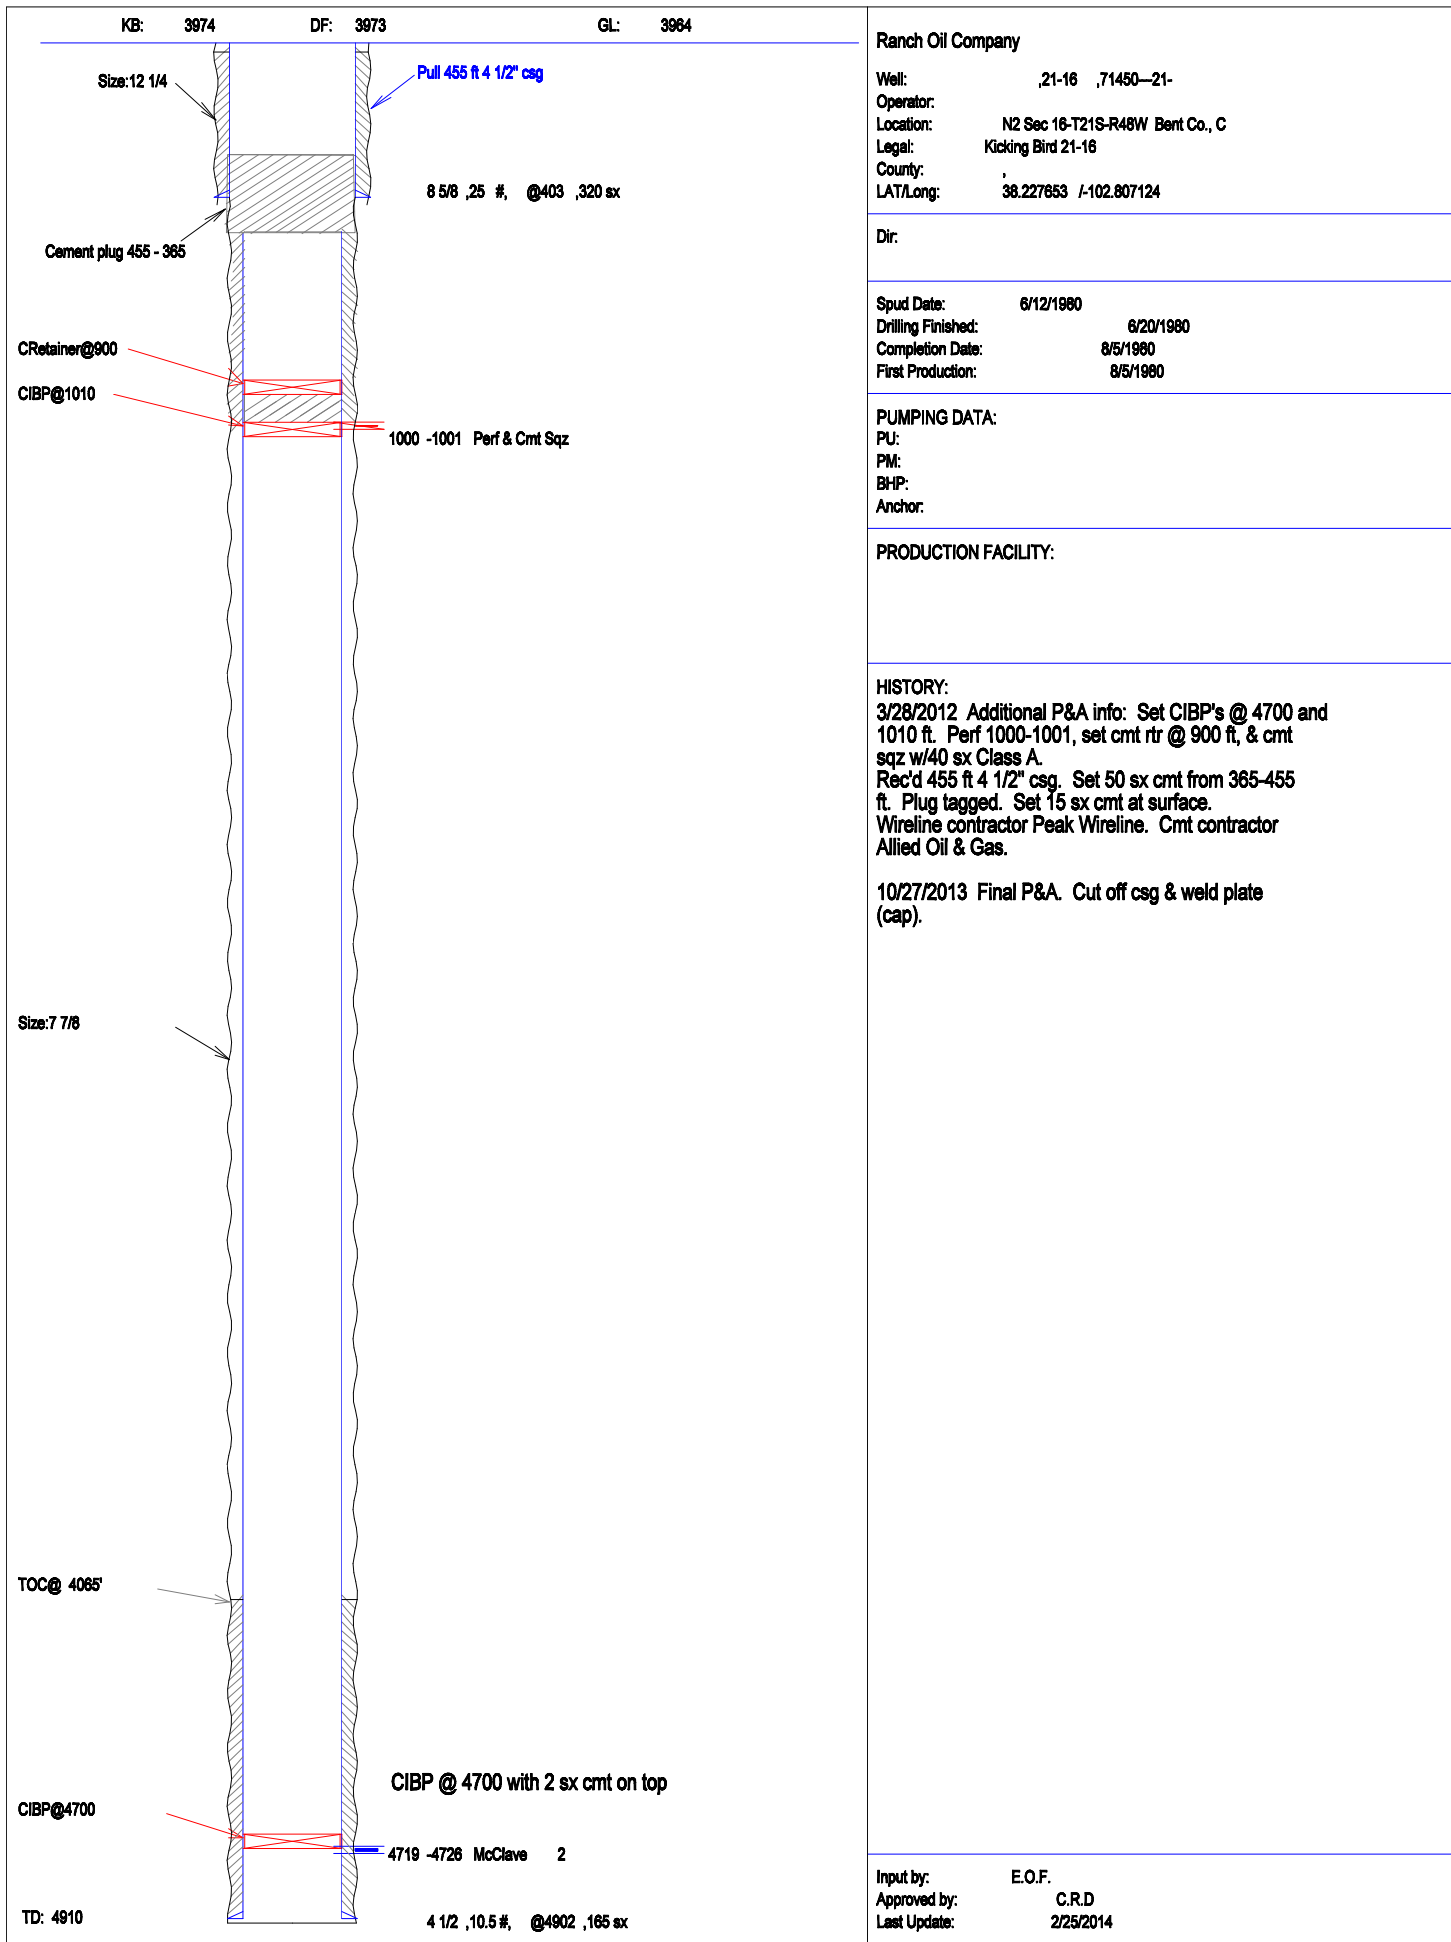 KB: 3974 DF: 3973 GL: 3964
Size:12 1/4
Pull 455 ft 4 1/2" csg
8 5/8 ,25 #, @403 ,320 sx
Cement plug 455 - 365
CRetainer@900
CIBP@1010
1000 -1001 Perf & Cmt Sqz
Size:7 7/8
TOC@ 4065'
CIBP @ 4700 with 2 sx cmt on top
CIBP@4700
4719 -4726 McClave 2
TD: 4910
4 1/2 ,10.5 #, @4902 ,165 sx
Ranch Oil Company
Well: ,21-16 ,71450---21-
Operator:
Location: N2 Sec 16-T21S-R48W Bent Co., C
Legal: Kicking Bird 21-16
County: ,
LAT/Long: 38.227653 /-102.807124
Dir:
Spud Date: 6/12/1980
Drilling Finished: 6/20/1980
Completion Date: 8/5/1980
First Production: 8/5/1980
PUMPING DATA:
PU:
PM:
BHP:
Anchor:
PRODUCTION FACILITY:
HISTORY:
3/28/2012 Additional P&A info: Set CIBP's @ 4700 and
1010 ft. Perf 1000-1001, set cmt rtr @ 900 ft, & cmt
sqz w/40 sx Class A.
Rec'd 455 ft 4 1/2" csg. Set 50 sx cmt from 365-455
ft. Plug tagged. Set 15 sx cmt at surface.
Wireline contractor Peak Wireline. Cmt contractor
Allied Oil & Gas.
10/27/2013 Final P&A. Cut off csg & weld plate
(cap).
Input by: E.O.F.
Approved by: C.R.D
Last Update: 2/25/2014